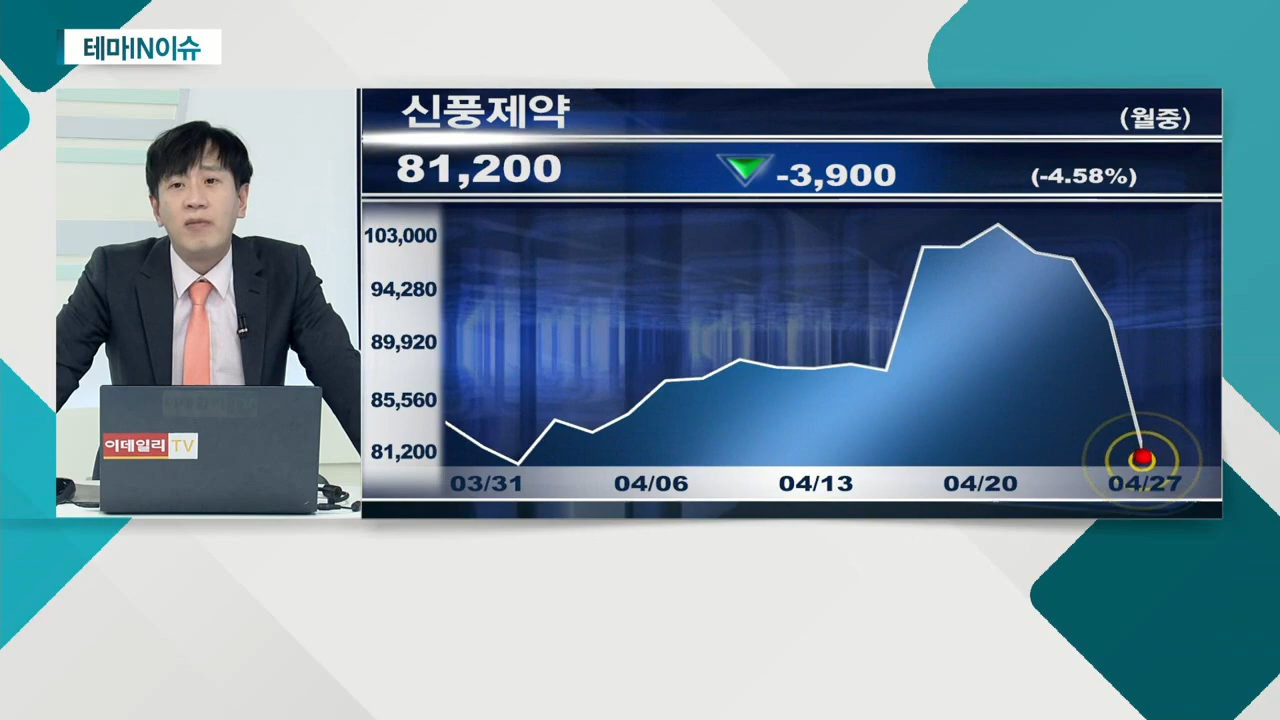 테마IN이슈
신풍제약
(월중)
81,200 -3,900 (-4.58%)
103,000
94,280
89,920
85,560
81,200
03/31 04/06 04/13 04/20 04/27
이데일리 TV